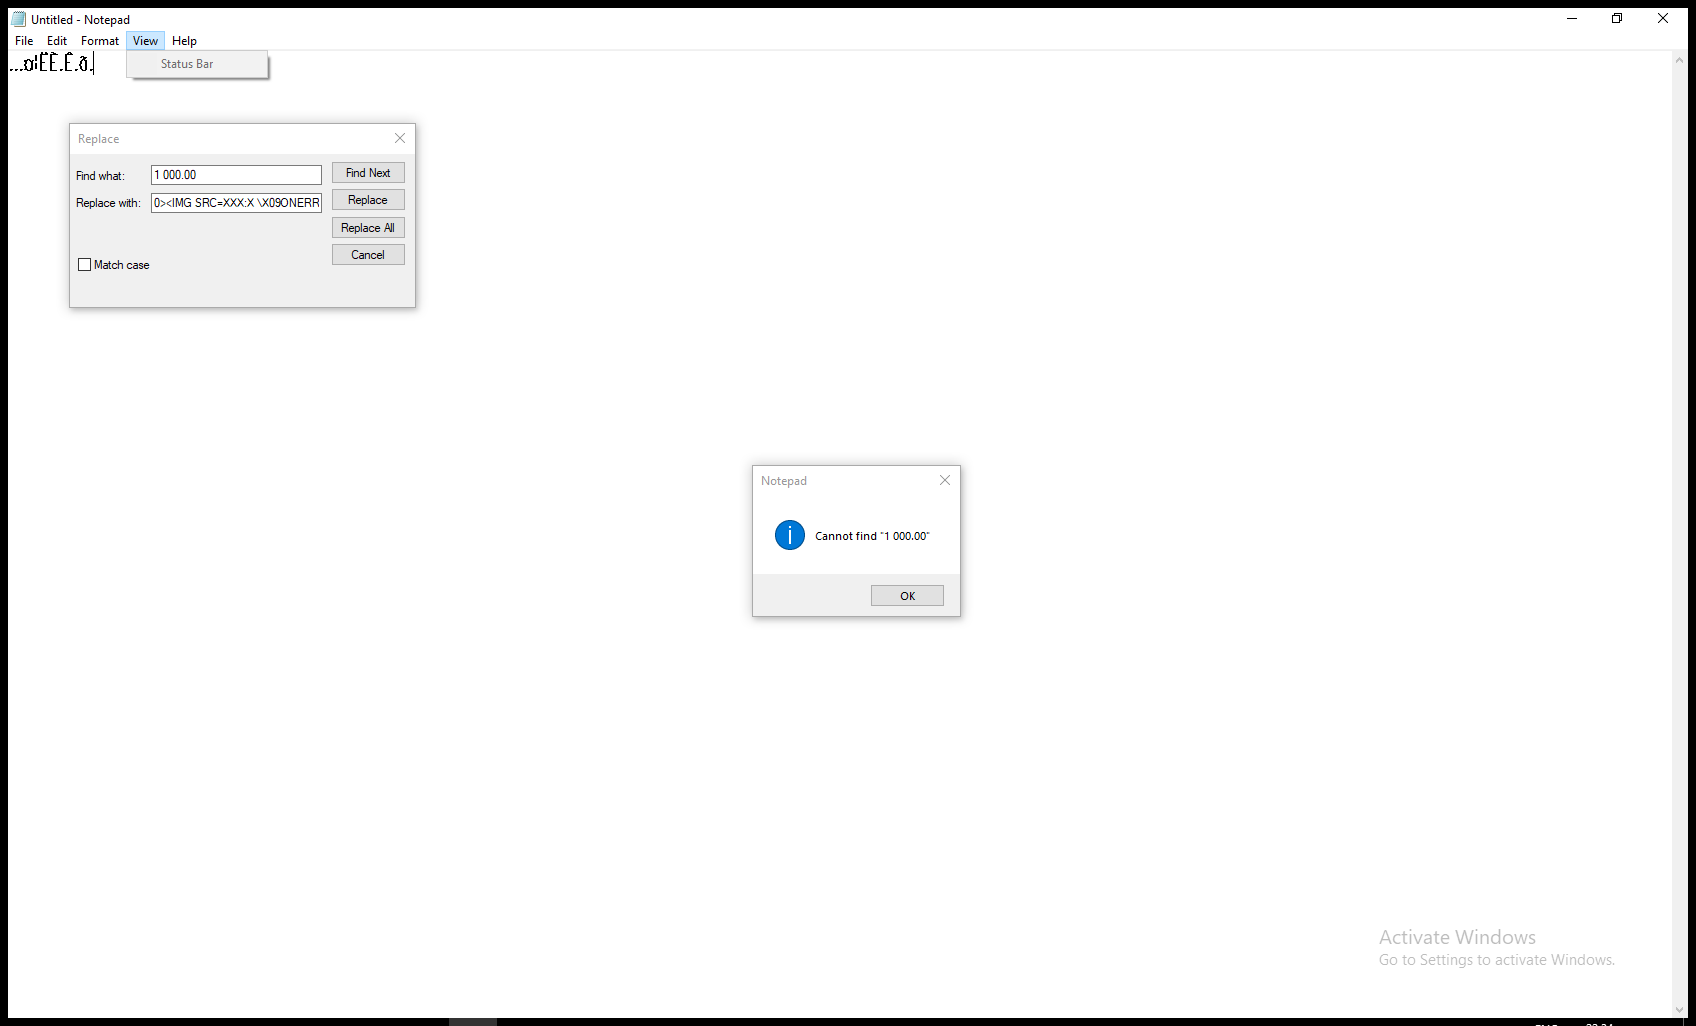 Untitled - Notepad
File Edit Format View Help
Status Bar
Replace
Find what: 1 000.00 Find Next
Replace with: 0><IMG SRC=XXX:X \X09ONERR Replace
Replace All
Cancel
Match case
Notepad
Cannot find "1 000.00"
OK
Activate Windows
Go to Settings to activate Windows.